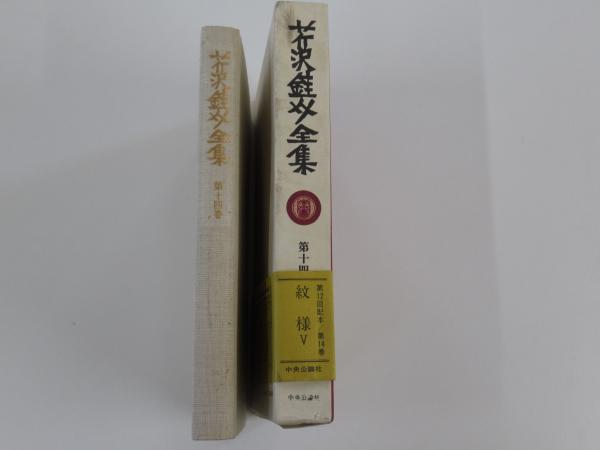 芹沢銈介全集
第十四巻
芹沢銈介全集
第十四
第12回配本/第14巻
紋様V
中央公論社
中央公論社